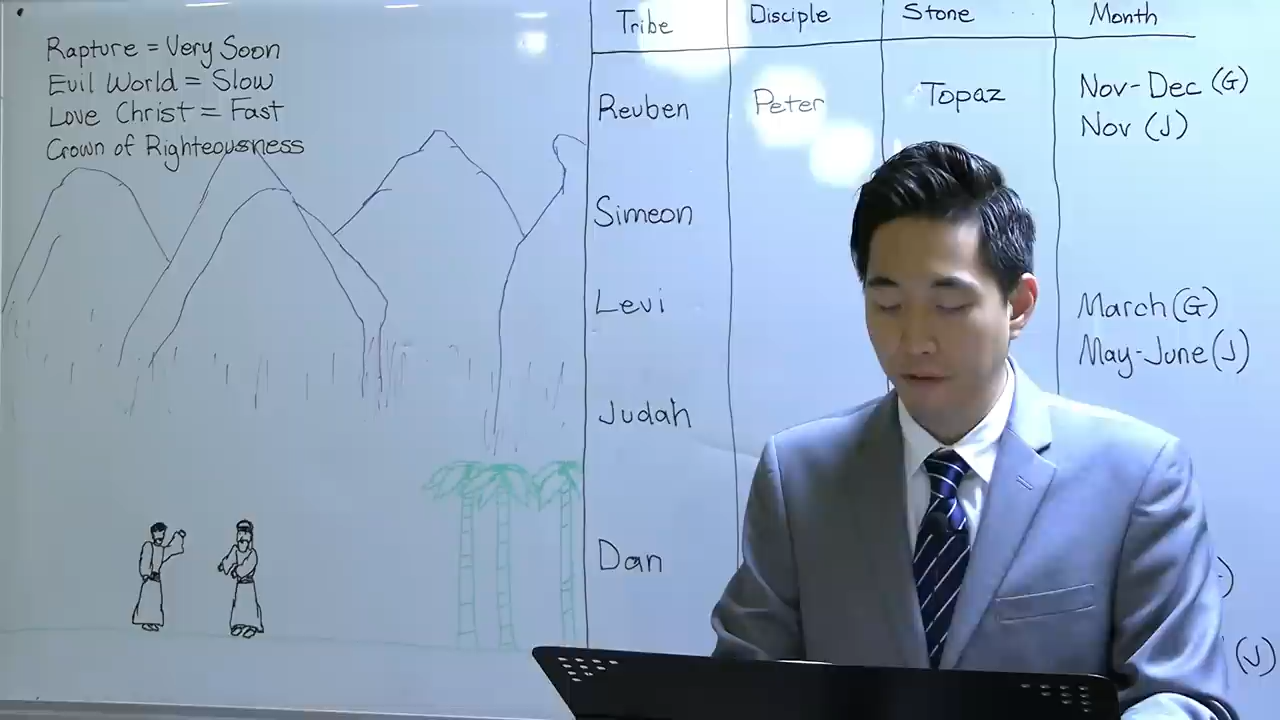 Rapture = Very Soon
Evil World = Slow
Love Christ = Fast
Crown of Righteousness
Tribe Disciple Stone Month
Reuben Peter Topaz Nov-Dec (G)
Nov (J)
Simeon
Levi March (G)
May-June (J)
Judah
Dan
(J)